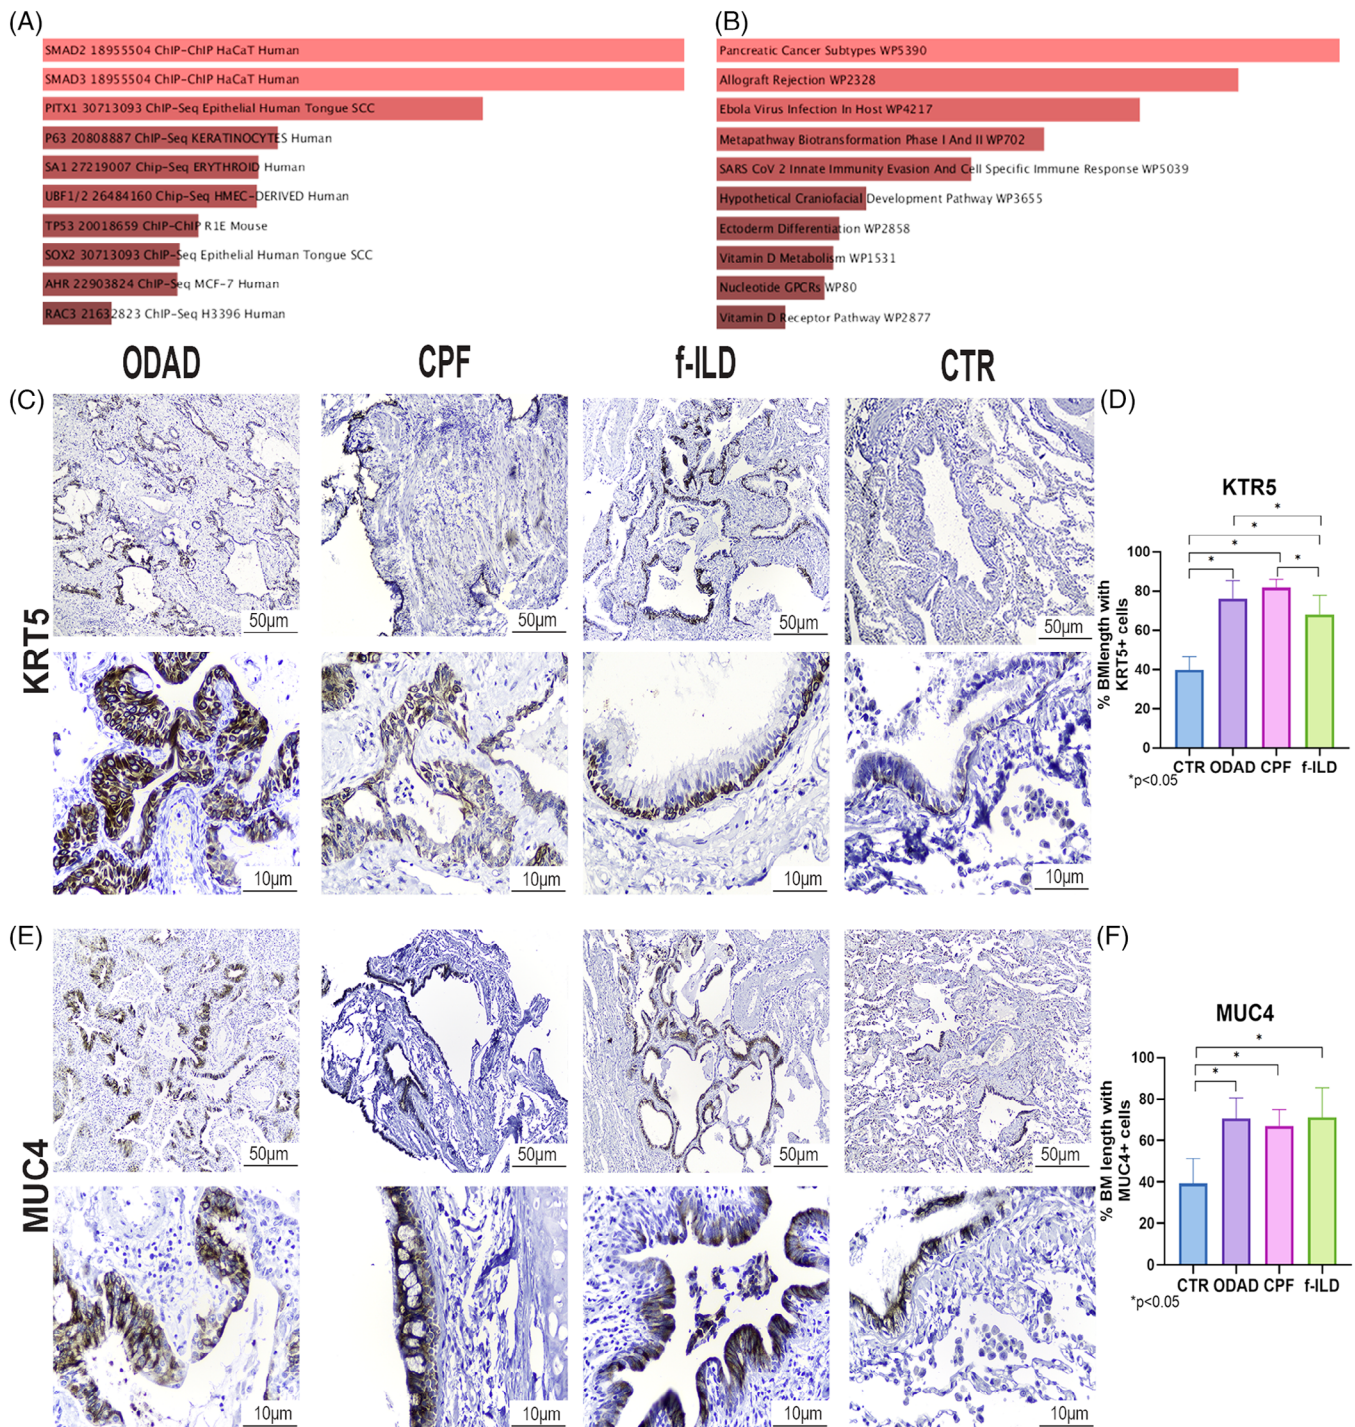 (A)
SMAD2 18955504 ChIP-ChIP HaCaT Human
SMAD3 18955504 ChIP-ChIP HaCaT Human
PITX1 30713093 ChIP-Seq Epithelial Human Tongue SCC
P63 20808887 ChIP-Seq KERATINOCYTES Human
SA1 27219007 Chip-Seq ERYTHROID Human
UBF1/2 26484160 Chip-Seq HMEC-DERIVED Human
TP53 20018659 ChIP-ChIP R1E Mouse
SOX2 30713093 ChIP-Seq Epithelial Human Tongue SCC
AHR 22903824 ChIP-Seq MCF-7 Human
RAC3 21632823 ChIP-Seq H3396 Human
(B)
Pancreatic Cancer Subtypes WP5390
Allograft Rejection WP2328
Ebola Virus Infection In Host WP4217
Metapathway Biotransformation Phase I And II WP702
SARS CoV 2 Innate Immunity Evasion And Cell Specific Immune Response WP5039
Hypothetical Craniofacial Development Pathway WP3655
Ectoderm Differentiation WP2858
Vitamin D Metabolism WP1531
Nucleotide GPCRs WP80
Vitamin D Receptor Pathway WP2877
ODAD CPF f-ILD CTR
(C)
KRT5
50µm 50µm 50µm 50µm
10µm 10µm 10µm 10µm
(D)
KTR5
% BMlength with
KRT5+ cells
100
80
60
40
20
0
* * * * *
CTR ODAD CPF f-ILD
*p<0.05
(E)
MUC4
50µm 50µm 50µm 50µm
10µm 10µm 10µm 10µm
(F)
MUC4
% BM length with
MUC4+ cells
100
80
60
40
20
0
* * *
CTR ODAD CPF f-ILD
*p<0.05